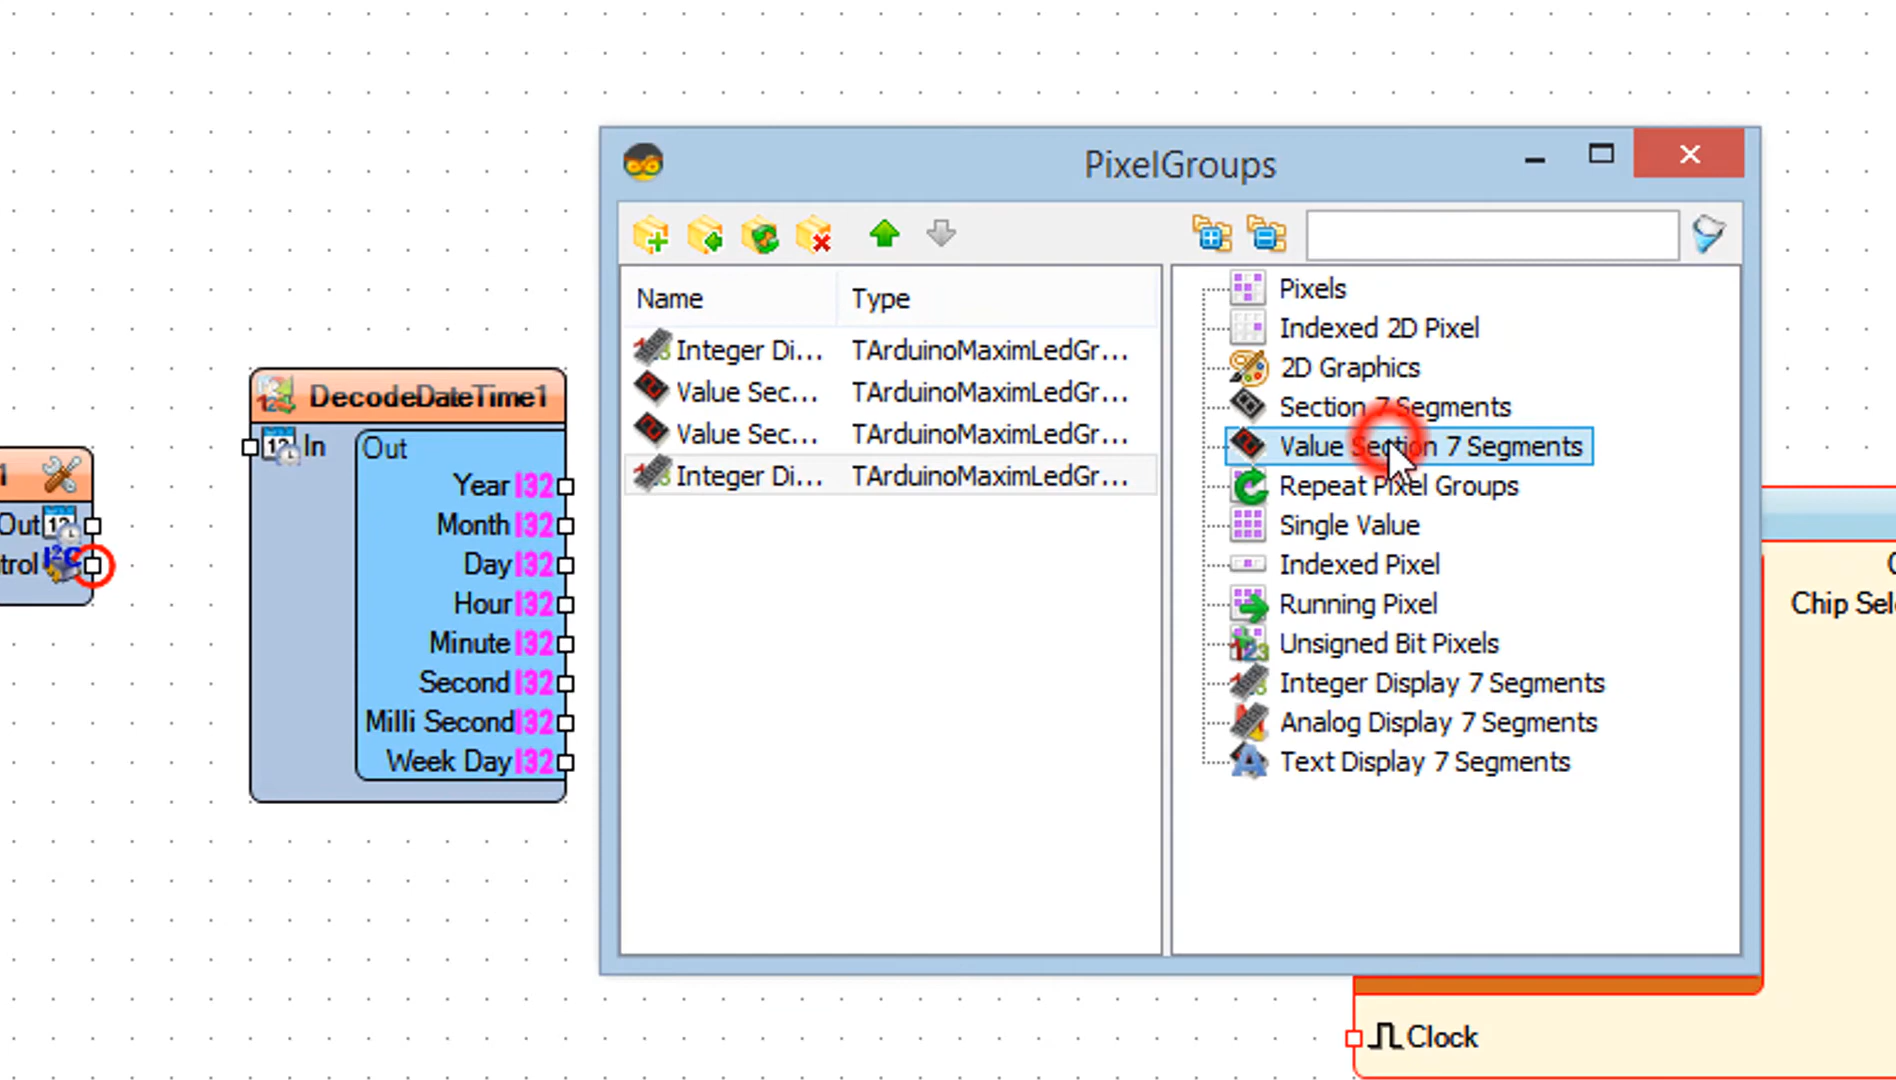 PixelGroups
Name Type
Integer Di... TArduinoMaximLedGr...
Value Sec... TArduinoMaximLedGr...
Value Sec... TArduinoMaximLedGr...
Integer Di... TArduinoMaximLedGr...
Pixels
Indexed 2D Pixel
2D Graphics
Section 7 Segments
Value Section 7 Segments
Repeat Pixel Groups
Single Value
Indexed Pixel
Running Pixel
Unsigned Bit Pixels
Integer Display 7 Segments
Analog Display 7 Segments
Text Display 7 Segments
DecodeDateTime1
In
Out
Year I32
Month I32
Day I32
Hour I32
Minute I32
Second I32
Milli Second I32
Week Day I32
1
Out
trol
Chip Sel
Clock